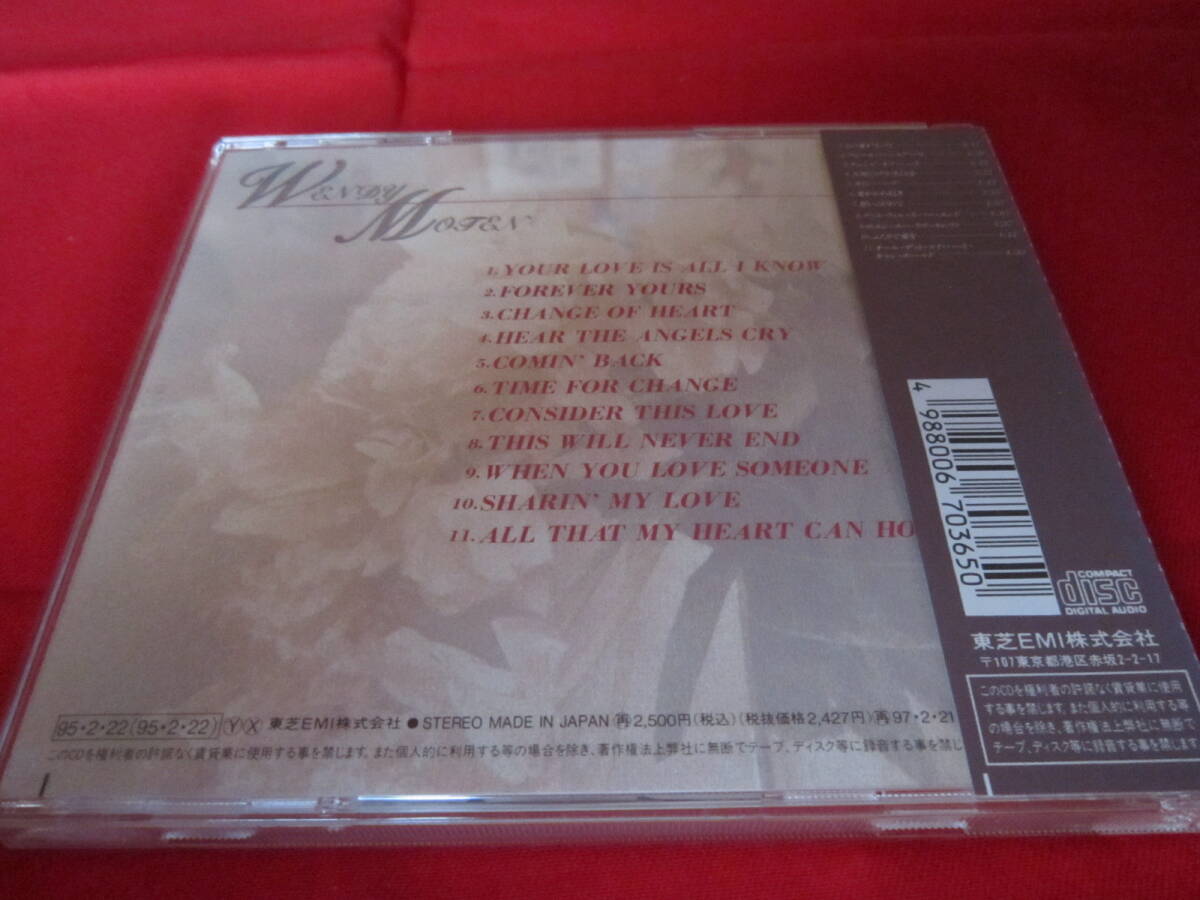 WENDY
MOTEN
1. YOUR LOVE IS ALL I KNOW
2. FOREVER YOURS
3. CHANGE OF HEART
4. HEAR THE ANGELS CRY
5. COMIN' BACK
6. TIME FOR CHANGE
7. CONSIDER THIS LOVE
8. THIS WILL NEVER END
9. WHEN YOU LOVE SOMEONE
10. SHARIN' MY LOVE
11. ALL THAT MY HEART CAN HO
4 988006 703650
COMPACT
disc
DIGITAL AUDIO
東芝EMI株式会社
〒107東京都港区赤坂2-2-17
このCDを権利者の許諾なく賃貸業に使用
する事を禁じます。また個人的に利用する等
の場合を除き、著作権法上弊社に無断で
テープ、ディスク等に録音する事を禁じます
95・2・22(95・2・22) Ⓨ Ⓧ 東芝EMI株式会社 ● STEREO MADE IN JAPAN 再2,500円(税込)(税抜価格2,427円)再97・2・21
このCDを権利者の許諾なく賃貸業に使用する事を禁じます。また個人的に利用する等の場合を除き、著作権法上弊社に無断でテープ、ディスク等に録音する事を禁じ